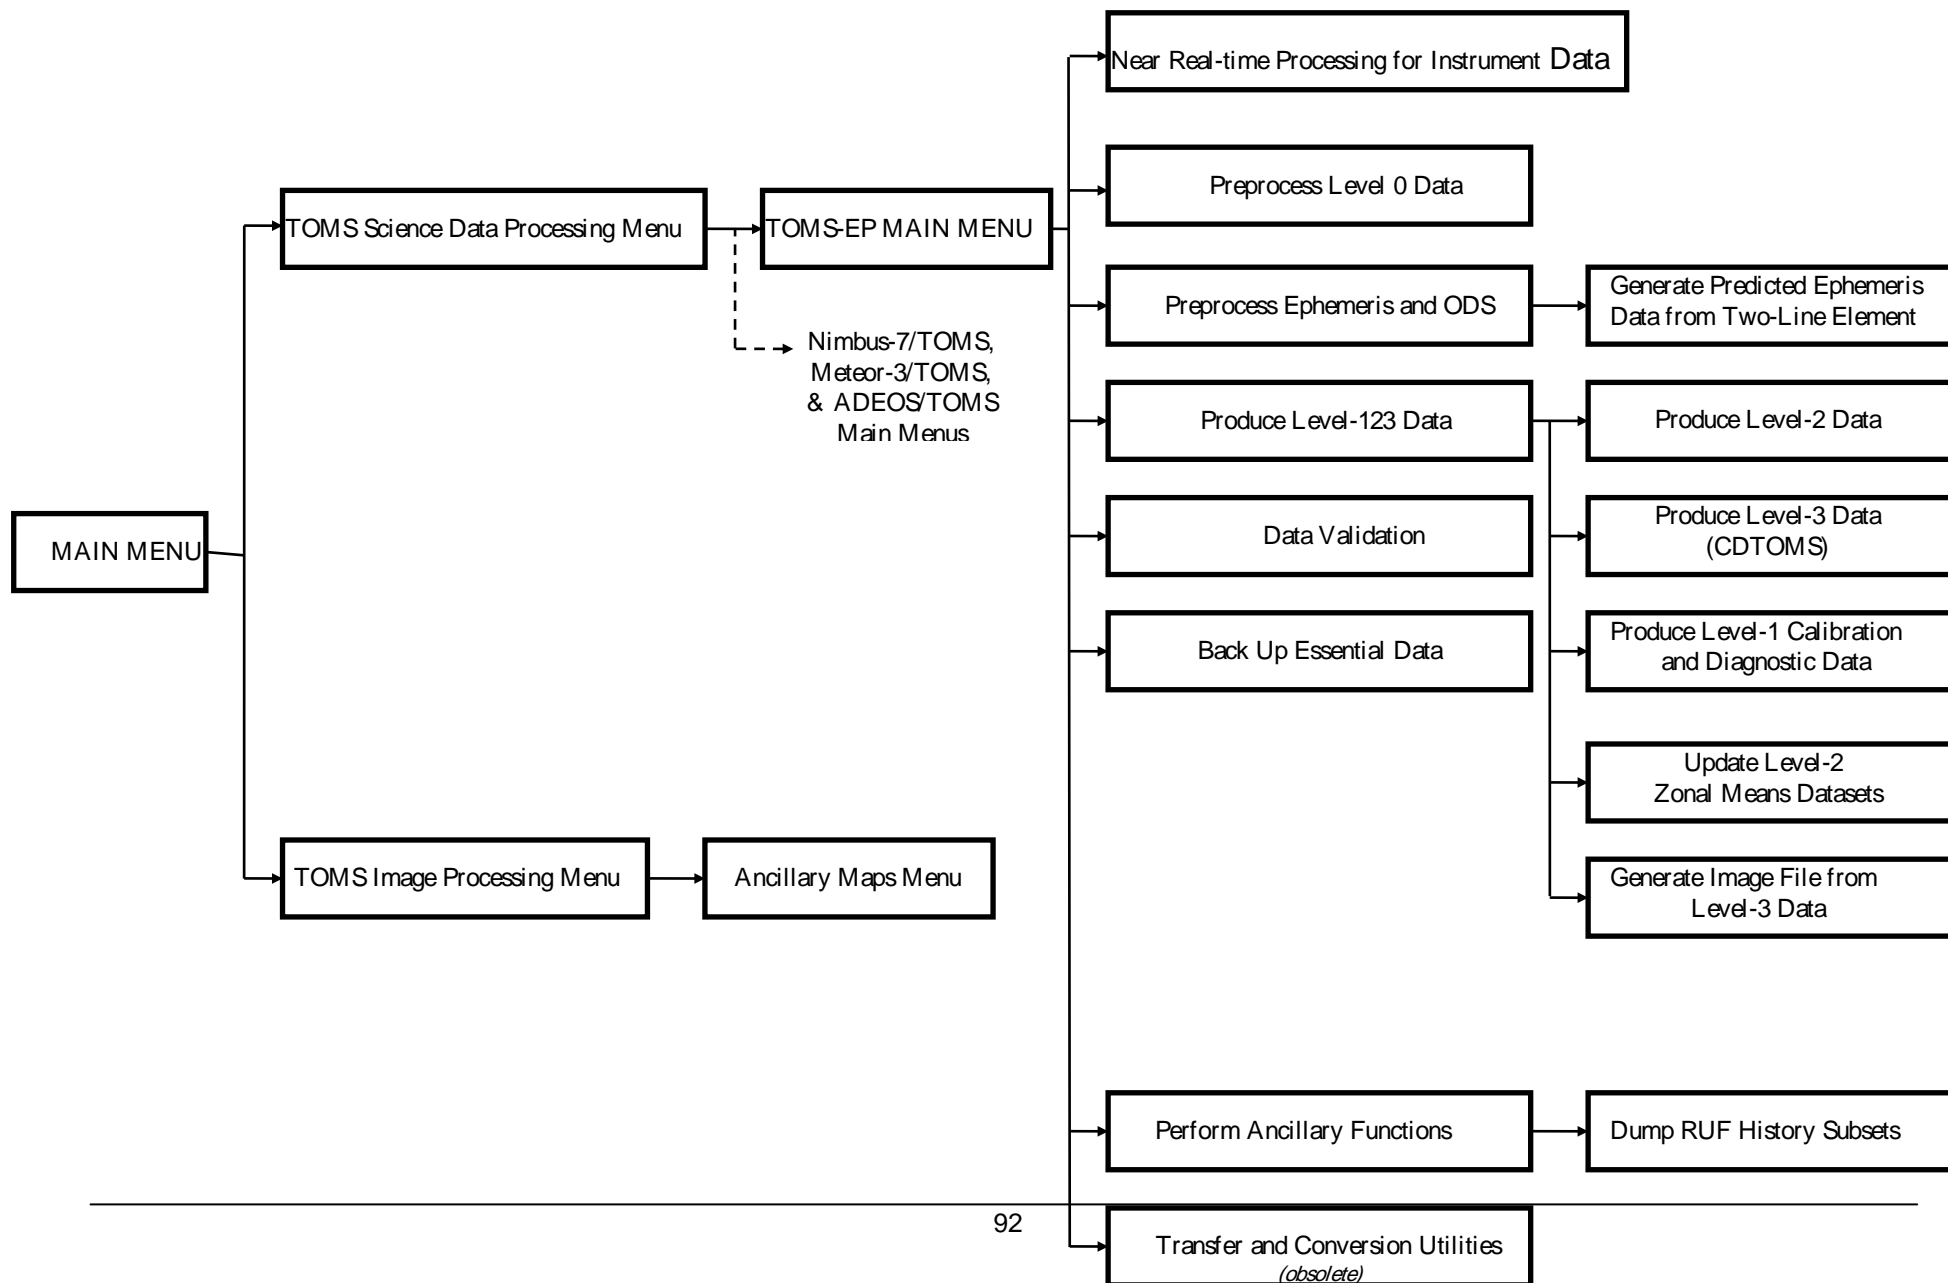 Near Real-time Processing for Instrument Data
Preprocess Level 0 Data
TOMS Science Data Processing Menu
TOMS-EP MAIN MENU
Preprocess Ephemeris and ODS
Generate Predicted Ephemeris
Data from Two-Line Element
Nimbus-7/TOMS,
Meteor-3/TOMS,
& ADEOS/TOMS
Main Menus
Produce Level-123 Data
Produce Level-2 Data
MAIN MENU
Data Validation
Produce Level-3 Data
(CDTOMS)
Back Up Essential Data
Produce Level-1 Calibration
and Diagnostic Data
Update Level-2
Zonal Means Datasets
TOMS Image Processing Menu
Ancillary Maps Menu
Generate Image File from
Level-3 Data
Perform Ancillary Functions
Dump RUF History Subsets
92
Transfer and Conversion Utilities
(obsolete)